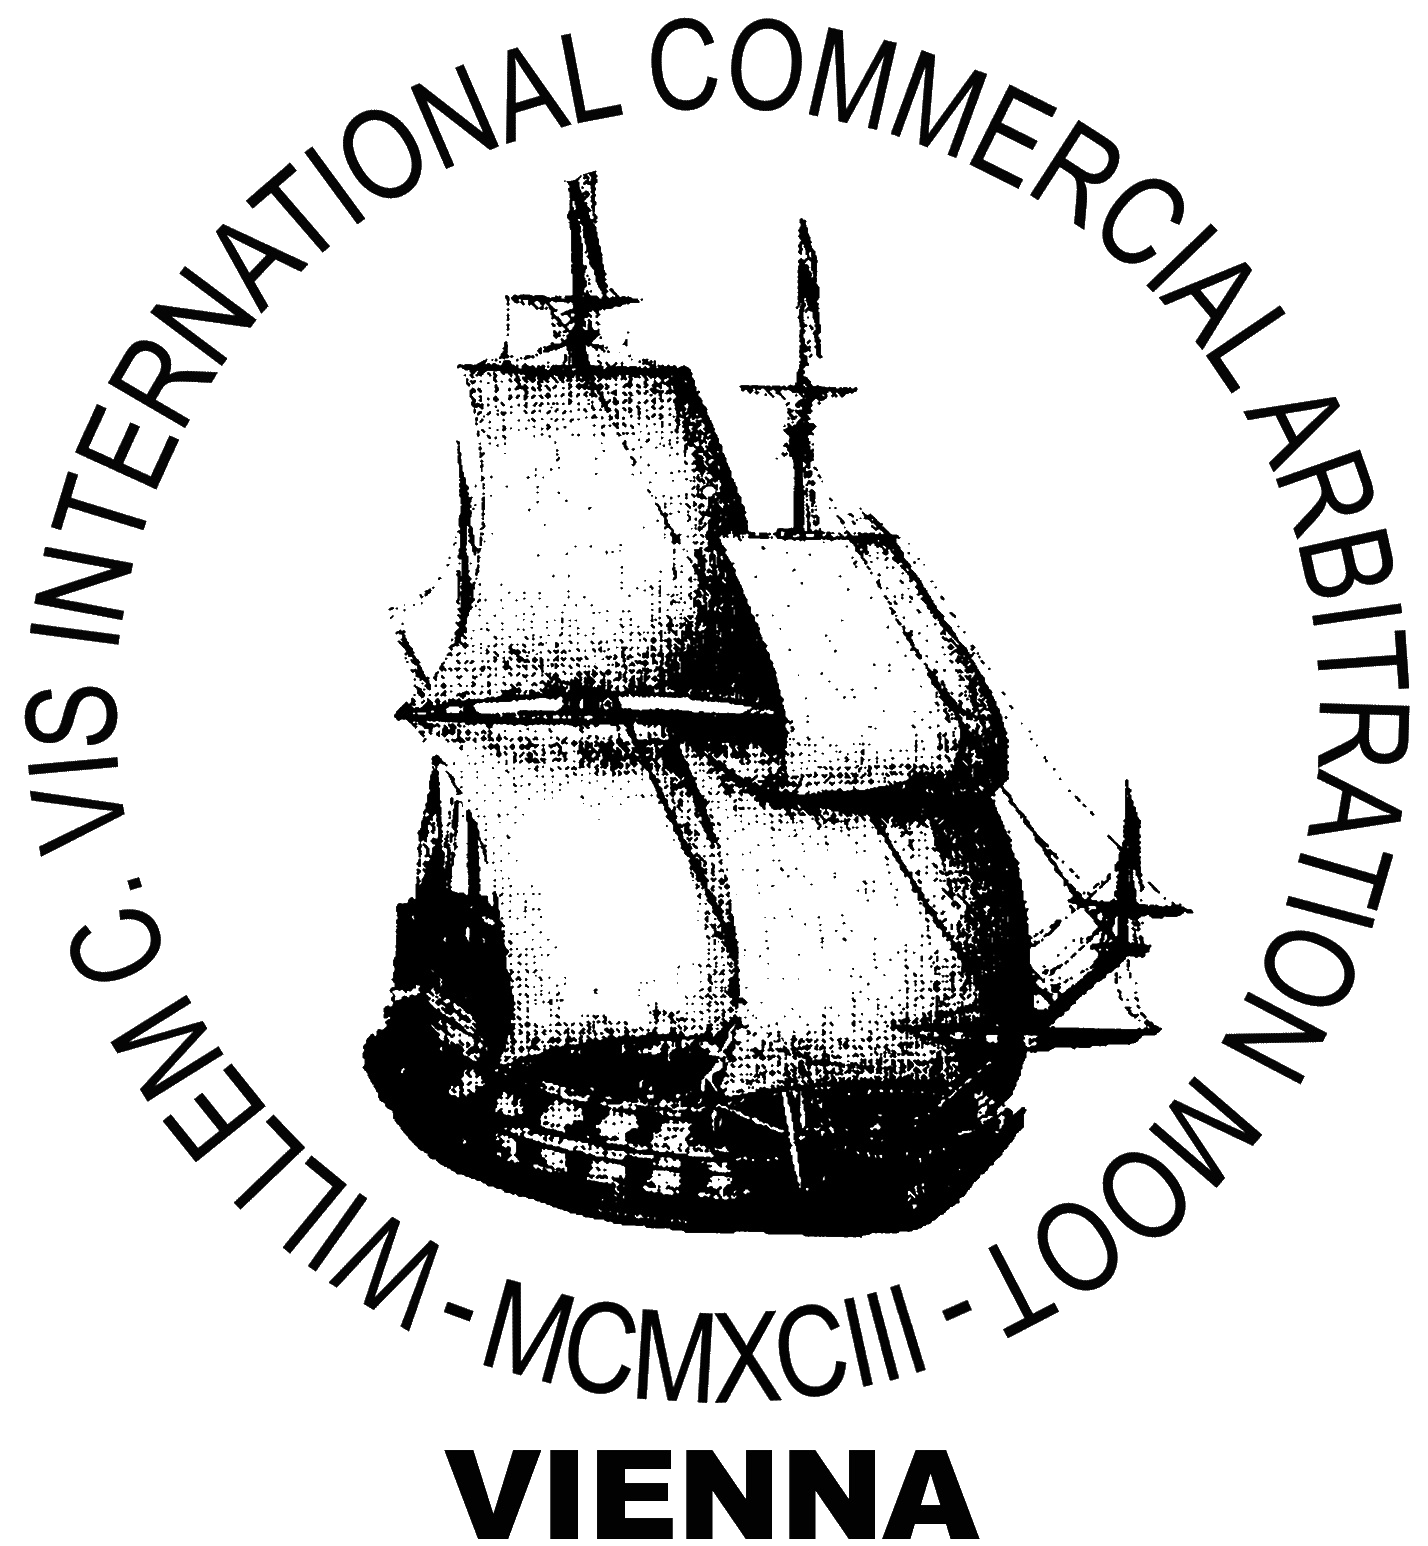 WILLEM C. VIS INTERNATIONAL COMMERCIAL ARBITRATION MOOT - MCMXCIII -
VIENNA